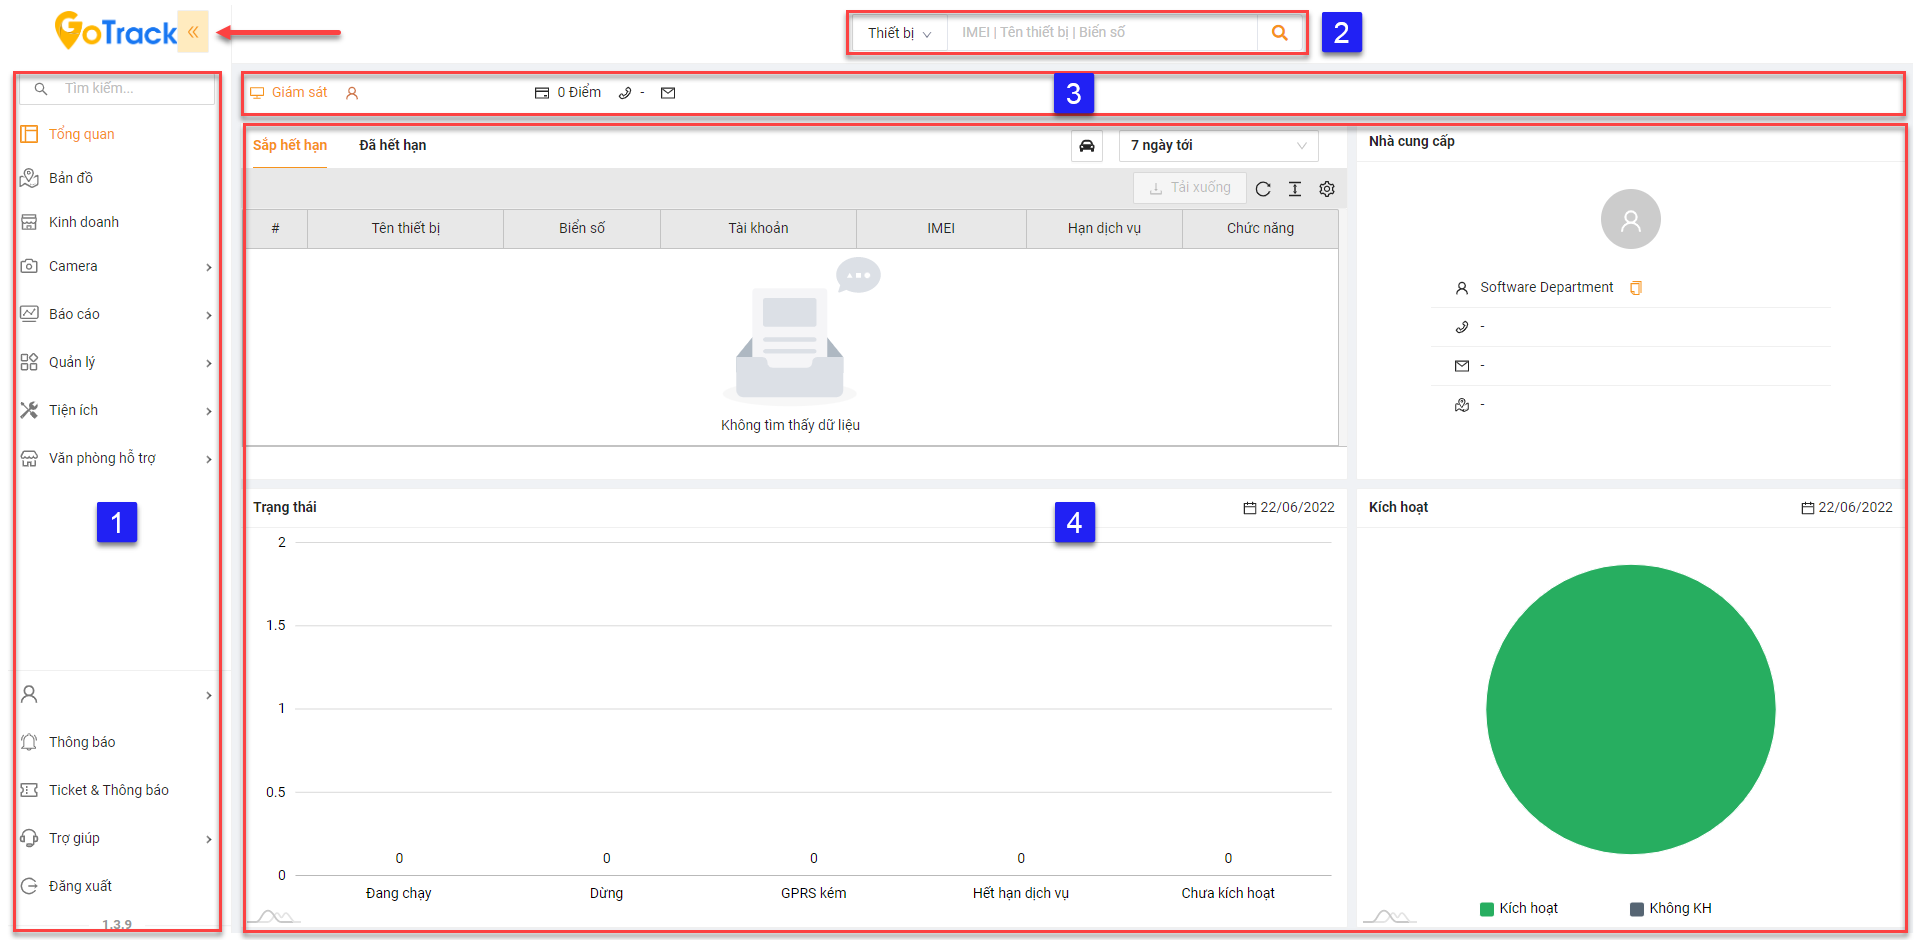 GoTrack
Thiết bị
IMEI | Tên thiết bị | Biển số
2
Tìm kiếm...
Giám sát
0 Điểm
-
3
Tổng quan
Bản đồ
Kinh doanh
Camera
Báo cáo
Quản lý
Tiện ích
Văn phòng hỗ trợ
1
Thông báo
Ticket & Thông báo
Trợ giúp
Đăng xuất
1.3.9
Sắp hết hạn
Đã hết hạn
7 ngày tới
Tải xuống
# Tên thiết bị Biển số Tài khoản IMEI Hạn dịch vụ Chức năng
Không tìm thấy dữ liệu
Nhà cung cấp
Software Department
-
-
-
Trạng thái
22/06/2022
4
2
1.5
1
0.5
0
0 0 0 0 0
Đang chạy Dừng GPRS kém Hết hạn dịch vụ Chưa kích hoạt
Kích hoạt
22/06/2022
Kích hoạt Không KH